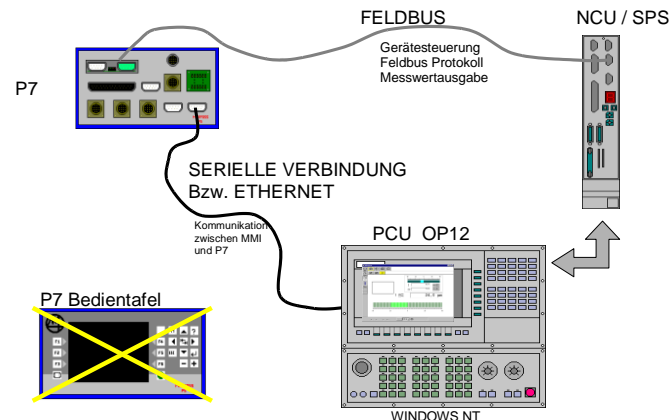 FELDBUS
NCU / SPS
Gerätesteuerung
Feldbus Protokoll
Messwertausgabe
P7
SERIELLE VERBINDUNG
Bzw. ETHERNET
Kommunikation
zwischen MMI
und P7
PCU OP12
P7 Bedientafel
WINDOWS NT